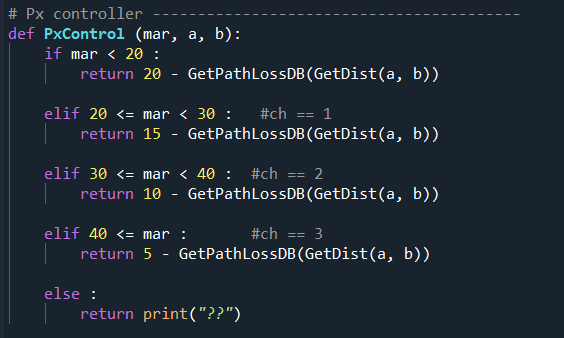 # Px controller ----------------------------------------
def PxControl (mar, a, b):
    if mar < 20 :
        return 20 - GetPathLossDB(GetDist(a, b))

    elif 20 <= mar < 30 :   #ch == 1
        return 15 - GetPathLossDB(GetDist(a, b))

    elif 30 <= mar < 40 :  #ch == 2
        return 10 - GetPathLossDB(GetDist(a, b))

    elif 40 <= mar :       #ch == 3
        return 5 - GetPathLossDB(GetDist(a, b))

    else :
        return print("??")